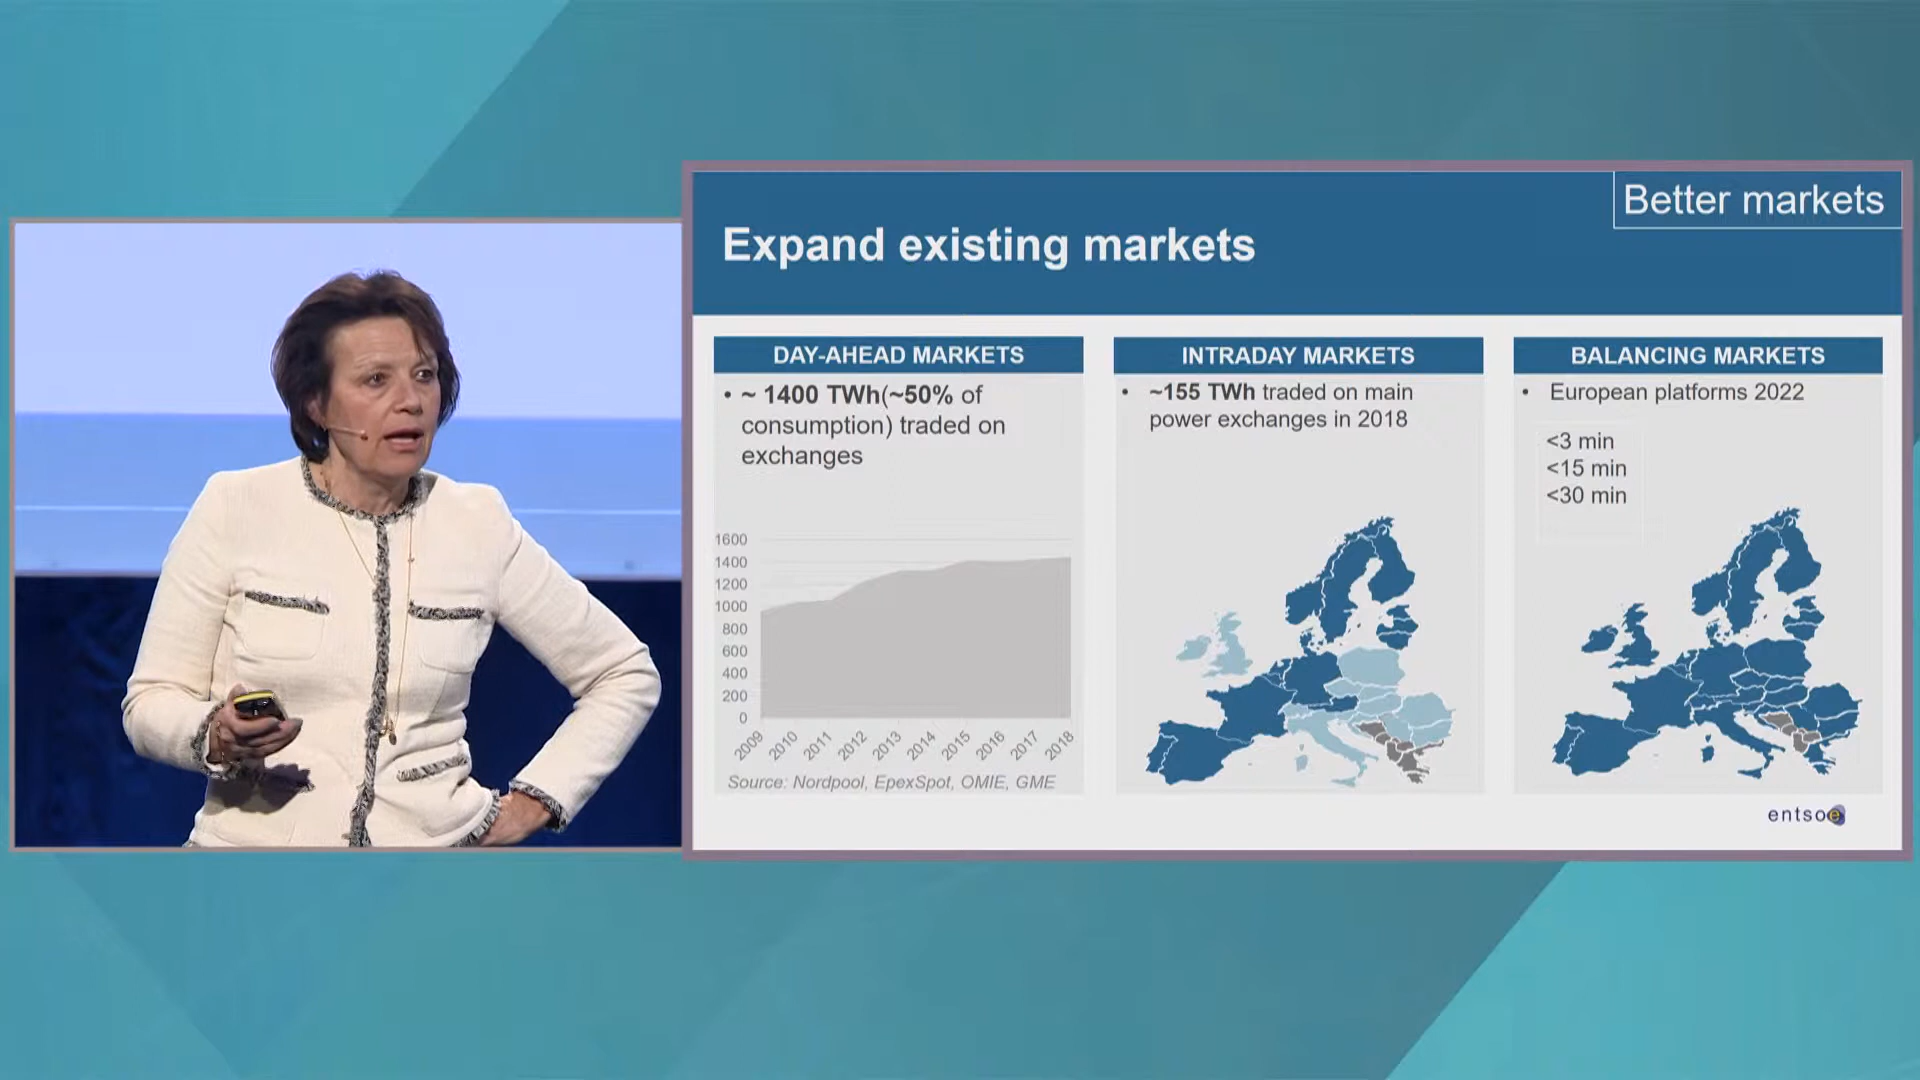 Better markets
Expand existing markets
DAY-AHEAD MARKETS
• ~ 1400 TWh(~50% of
consumption) traded on
exchanges
1600
1400
1200
1000
800
600
400
200
0
2009
2010
2011
2012
2013
2014
2015
2016
2017
2018
Source: Nordpool, EpexSpot, OMIE, GME
INTRADAY MARKETS
• ~155 TWh traded on main
power exchanges in 2018
BALANCING MARKETS
• European platforms 2022
<3 min
<15 min
<30 min
entsoe